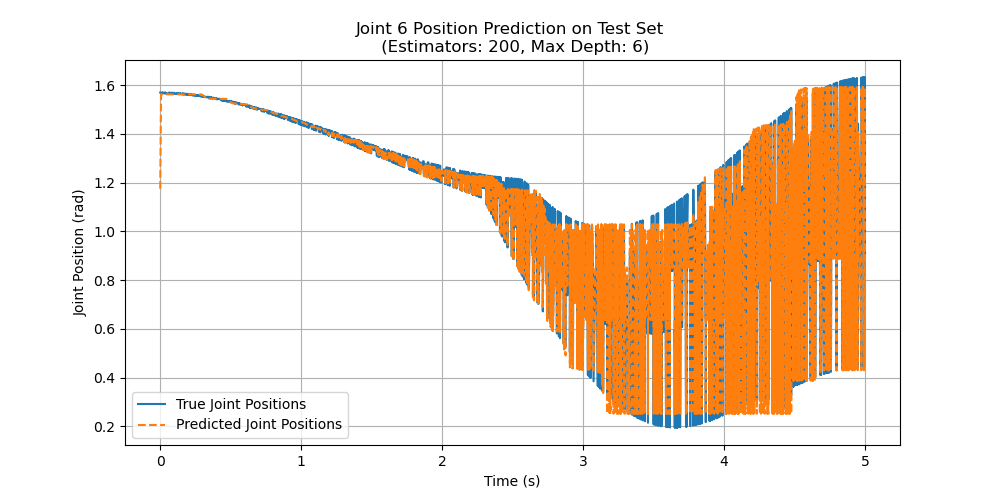 Joint 6 Position Prediction on Test Set
(Estimators: 200, Max Depth: 6)
Joint Position (rad)
1.6
1.4
1.2
1.0
0.8
0.6
0.4
0.2
True Joint Positions
Predicted Joint Positions
0 1 2 3 4 5
Time (s)